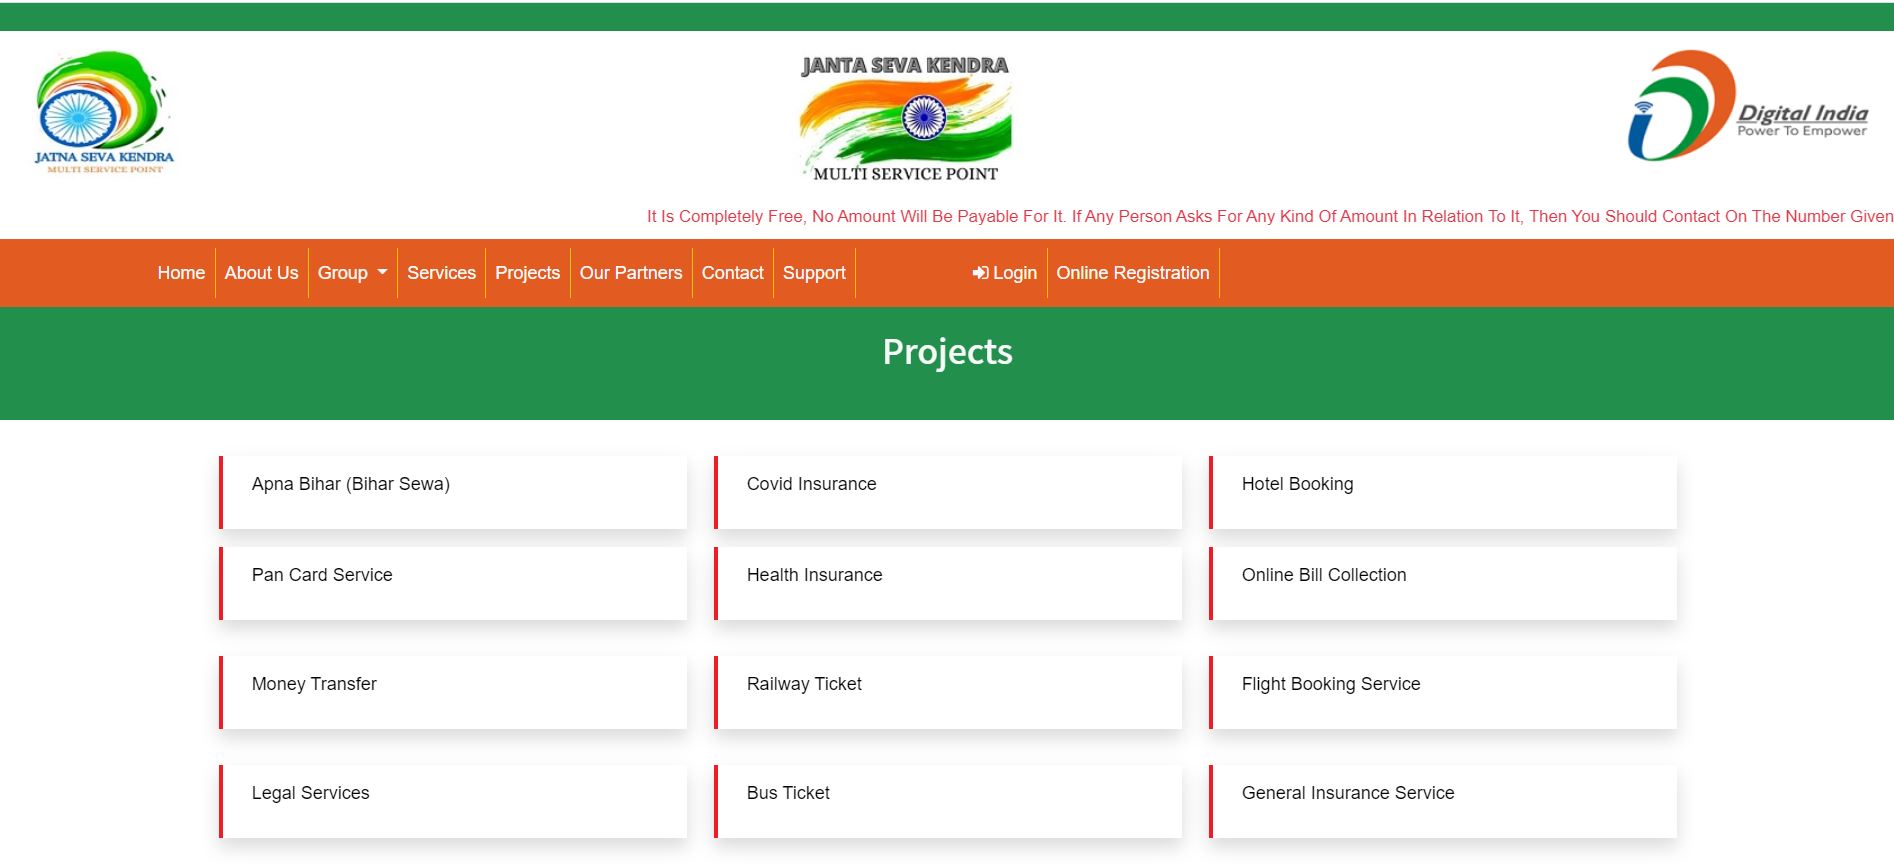 JATNA SEVA KENDRA
MULTI SERVICE POINT
JANTA SEVA KENDRA
MULTI SERVICE POINT
Digital India
Power To Empower
It Is Completely Free, No Amount Will Be Payable For It. If Any Person Asks For Any Kind Of Amount In Relation To It, Then You Should Contact On The Number Given
Home About Us Group Services Projects Our Partners Contact Support Login Online Registration
Projects
Apna Bihar (Bihar Sewa) Covid Insurance Hotel Booking
Pan Card Service Health Insurance Online Bill Collection
Money Transfer Railway Ticket Flight Booking Service
Legal Services Bus Ticket General Insurance Service